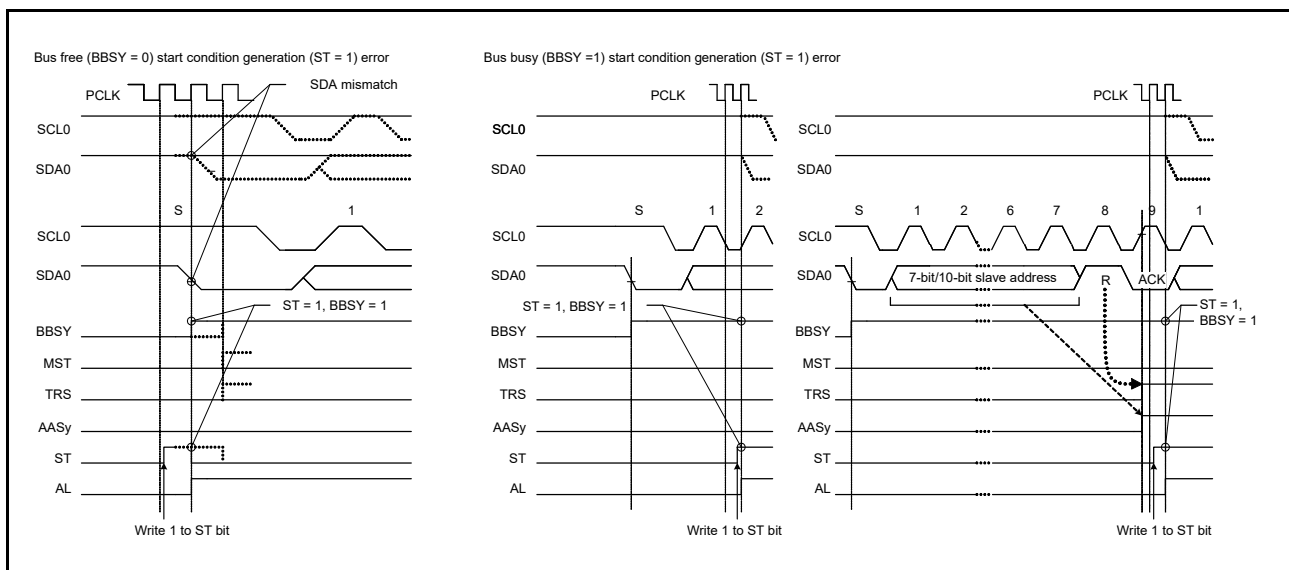 Bus free (BBSY = 0) start condition generation (ST = 1) error
SDA mismatch
PCLK
SCL0
SDA0
S 1
SCL0
SDA0
ST = 1, BBSY = 1
BBSY
MST
TRS
AASy
ST
AL
Write 1 to ST bit
Bus busy (BBSY =1) start condition generation (ST = 1) error
PCLK
SCL0
SDA0
S 1 2
SCL0
SDA0
ST = 1, BBSY = 1
BBSY
MST
TRS
AASy
ST
AL
Write 1 to ST bit
PCLK
SCL0
SDA0
S 1 2 6 7 8 9 1
SCL0
SDA0
7-bit/10-bit slave address R ACK
ST = 1,
BBSY = 1
BBSY
MST
TRS
AASy
ST
AL
Write 1 to ST bit